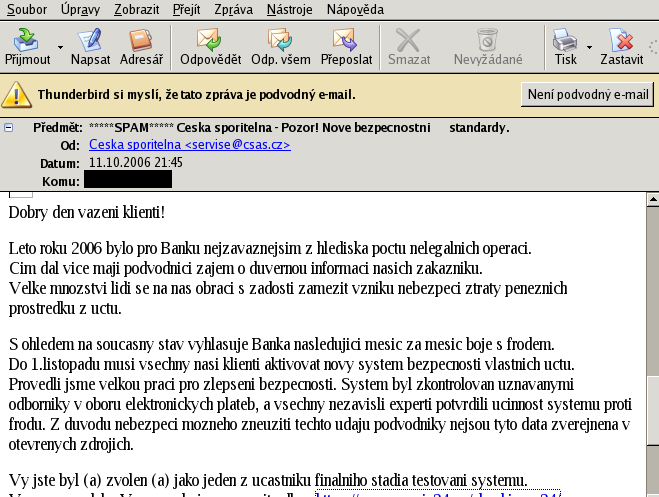 Soubor Úpravy Zobrazit Přejít Zpráva Nástroje Nápověda
Přijmout Napsat Adresář Odpovědět Odp. všem Přeposlat Smazat Nevyžádané Tisk Zastavit
Thunderbird si myslí, že tato zpráva je podvodný e-mail. Není podvodný e-mail
Předmět: *****SPAM***** Ceska sporitelna - Pozor! Nove bezpecnostni standardy.
Od: Ceska sporitelna <servise@csas.cz>
Datum: 11.10.2006 21:45
Komu:
Dobry den vazeni klienti!
Leto roku 2006 bylo pro Banku nejzavaznejsim z hlediska poctu nelegalnich operaci.
Cim dal vice maji podvodnici zajem o duvernou informaci nasich zakazniku.
Velke mnozstvi lidi se na nas obraci s zadosti zamezit vzniku nebezpeci ztraty peneznich
prostredku z uctu.
S ohledem na soucasny stav vyhlasuje Banka nasledujici mesic za mesic boje s frodem.
Do 1.listopadu musi vsechny nasi klienti aktivovat novy system bezpecnosti vlastnich uctu.
Provedli jsme velkou praci pro zlepseni bezpecnosti. System byl zkontrolovan uznavanymi
odborniky v oboru elektronickych plateb, a vsechny nezavisli experti potvrdili ucinnost systemu proti
frodu. Z duvodu nebezpeci mozneho zneuziti techto udaju podvodniky nejsou tyto data zverejnena v
otevrenych zdrojich.
Vy jste byl (a) zvolen (a) jako jeden z ucastniku finalniho stadia testovani systemu.